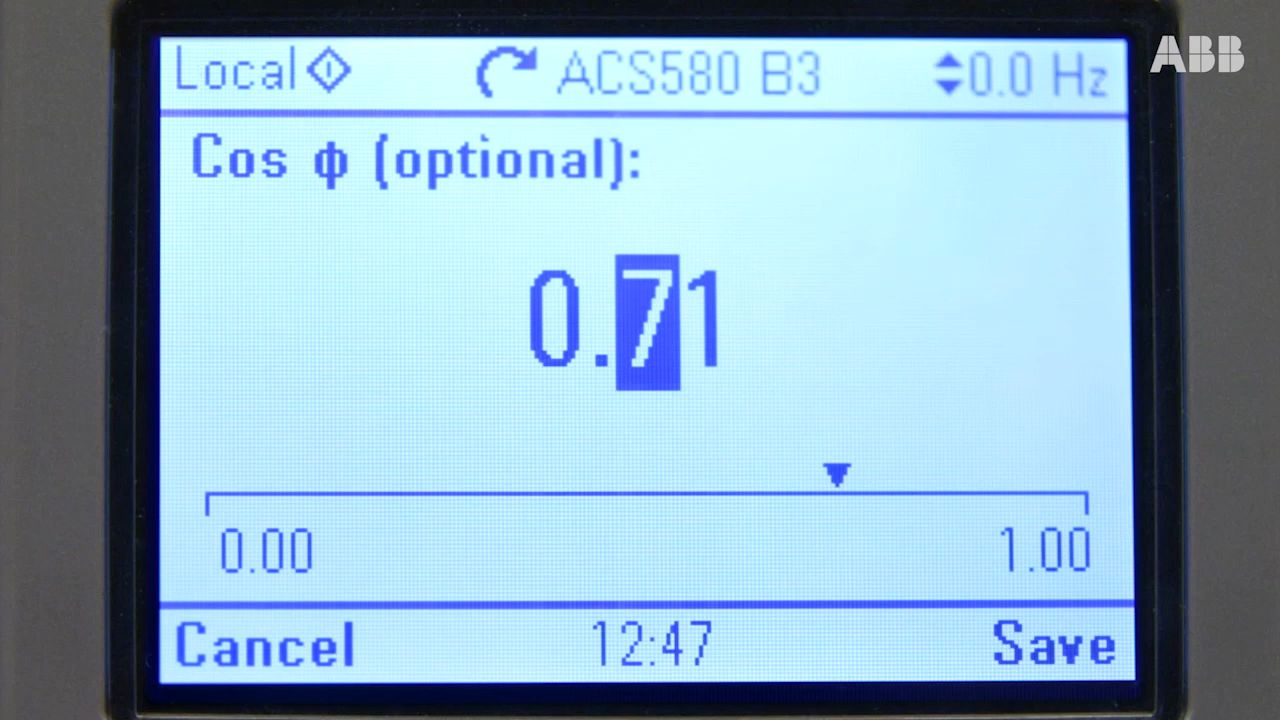 ABB
Local ACS580 B3 0.0 Hz
Cos ф (optional):
0.71
0.00 1.00
Cancel 12:47 Save